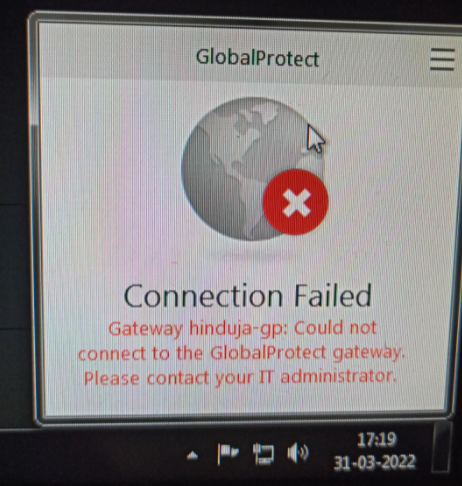 GlobalProtect
Connection Failed
Gateway hinduja-gp: Could not
connect to the GlobalProtect gateway.
Please contact your IT administrator.
17:19
31-03-2022